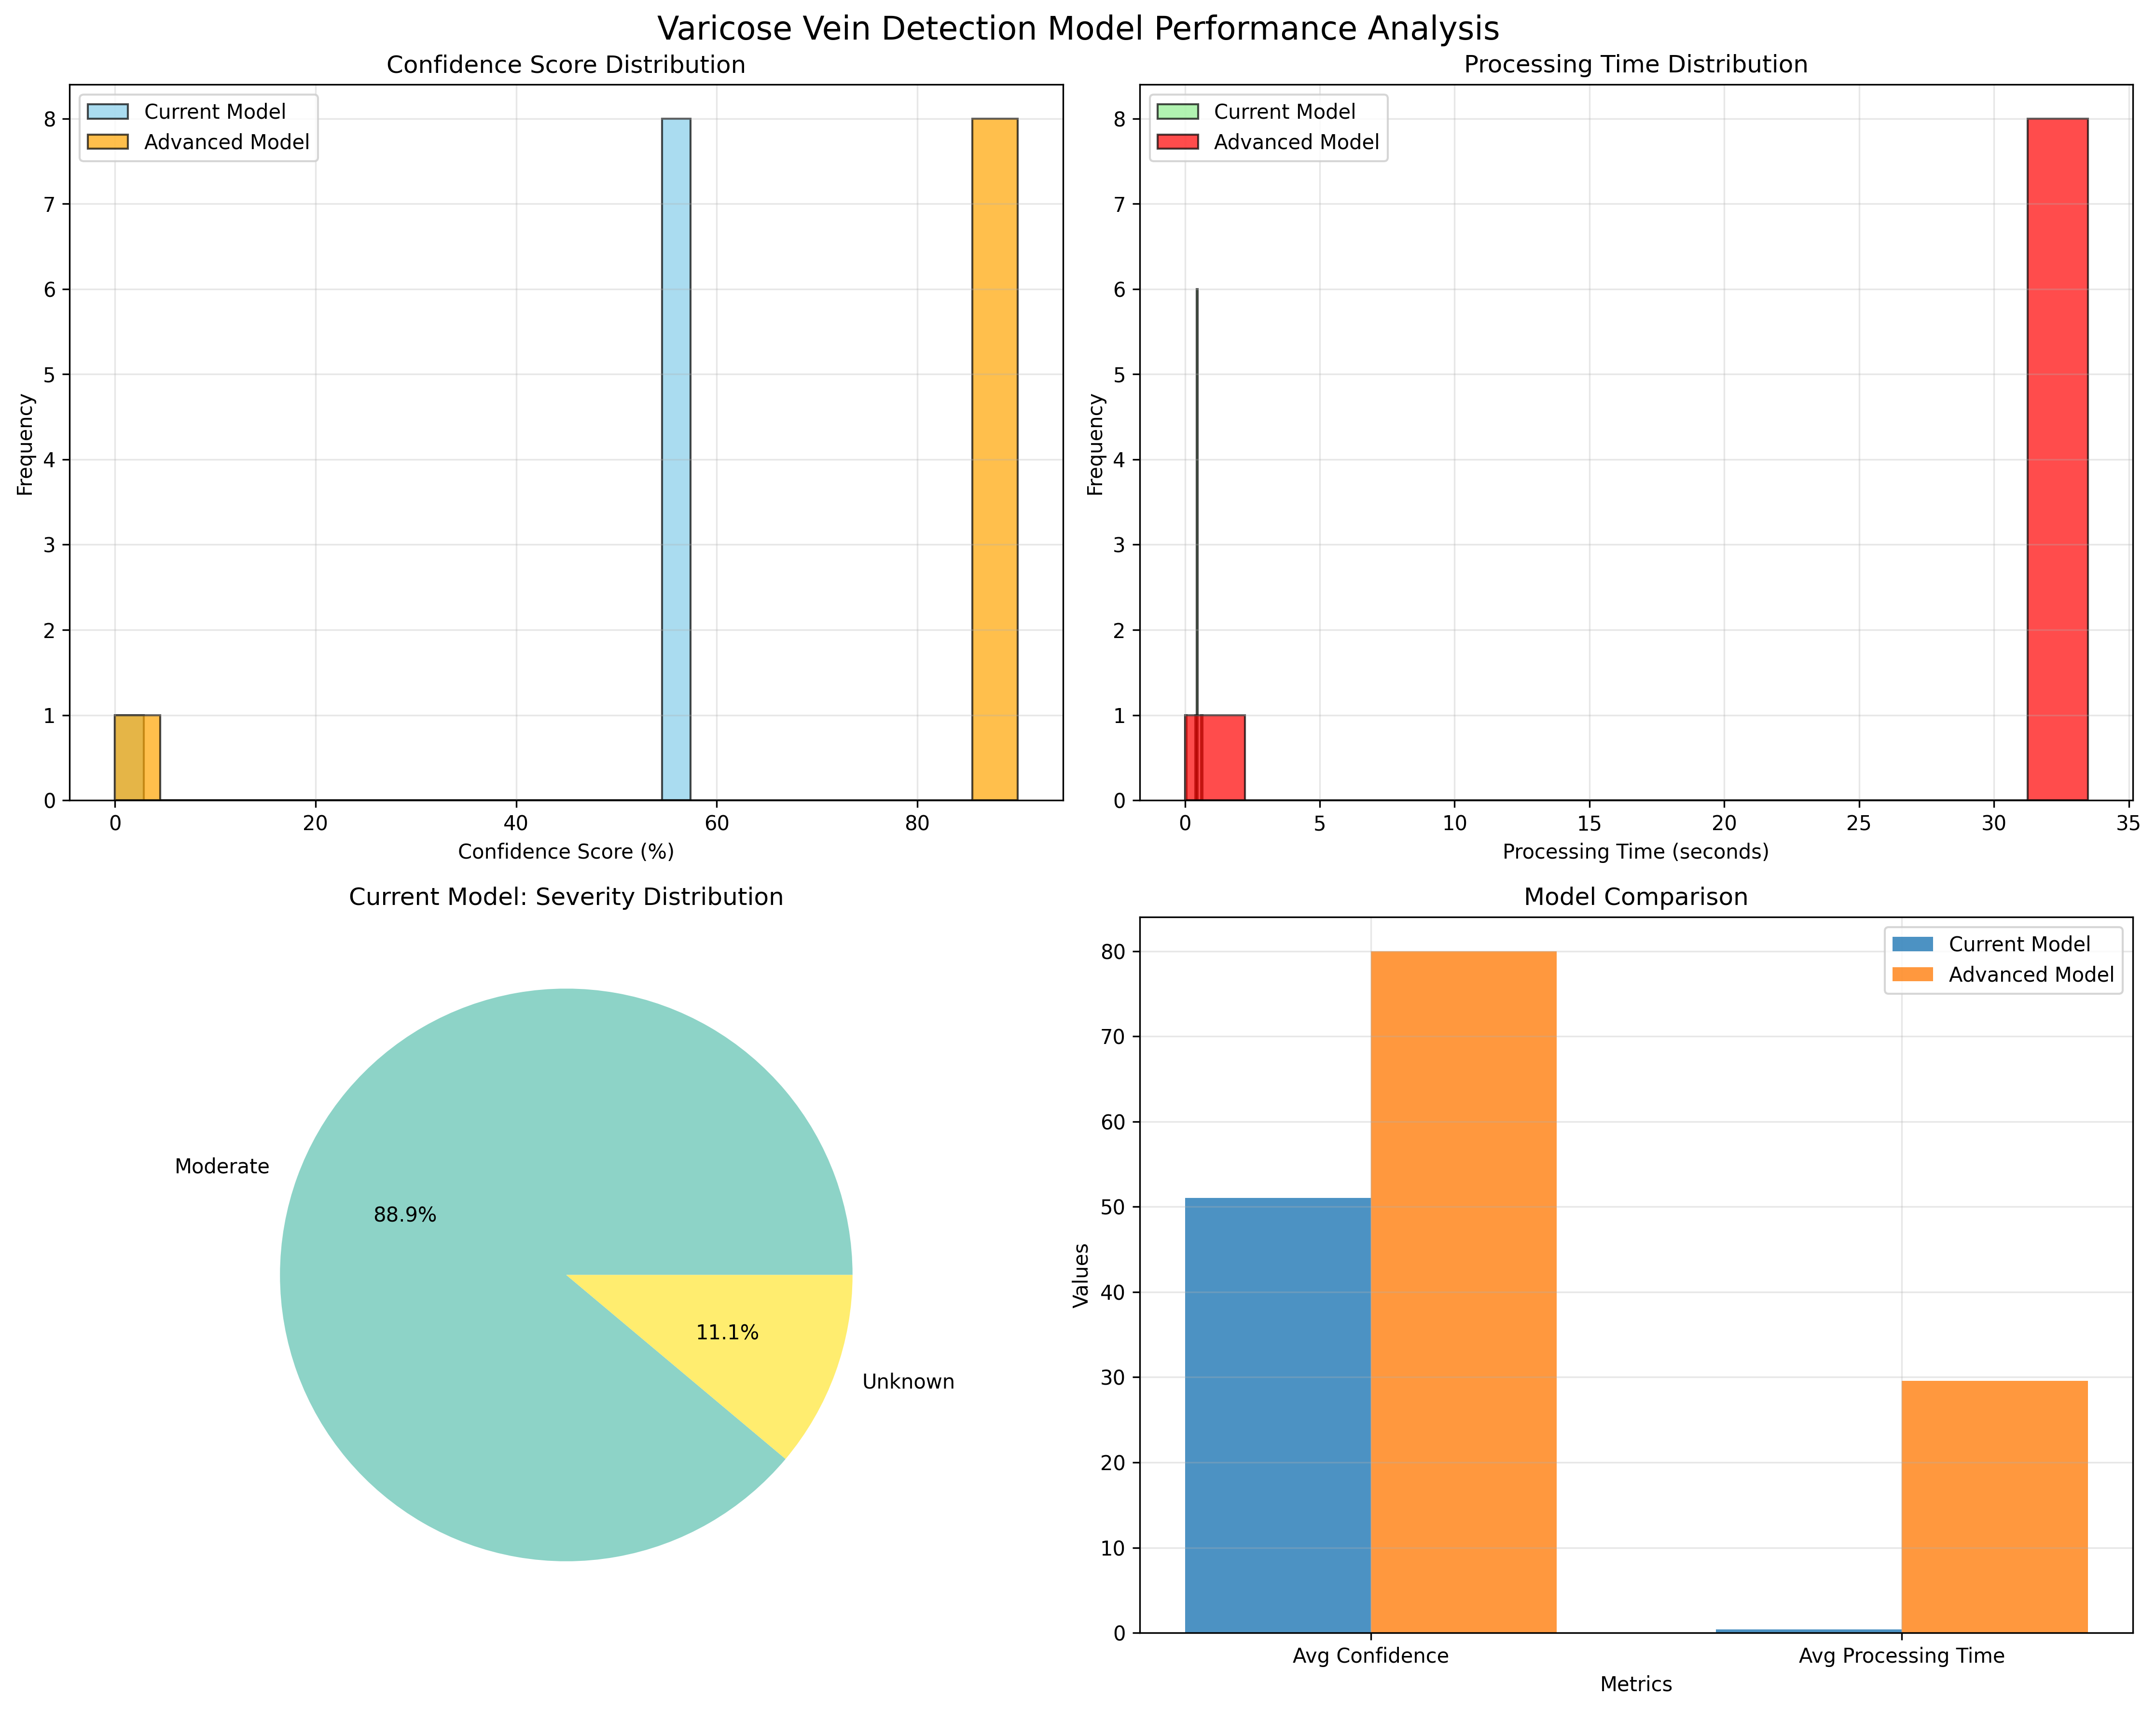 Varicose Vein Detection Model Performance Analysis
Confidence Score Distribution
Current Model
Advanced Model
Frequency
8
7
6
5
4
3
2
1
0
0 20 40 60 80
Confidence Score (%)
Processing Time Distribution
Current Model
Advanced Model
Frequency
8
7
6
5
4
3
2
1
0
0 5 10 15 20 25 30 35
Processing Time (seconds)
Current Model: Severity Distribution
Moderate
88.9%
11.1%
Unknown
Model Comparison
Current Model
Advanced Model
Values
80
70
60
50
40
30
20
10
0
Avg Confidence Avg Processing Time
Metrics